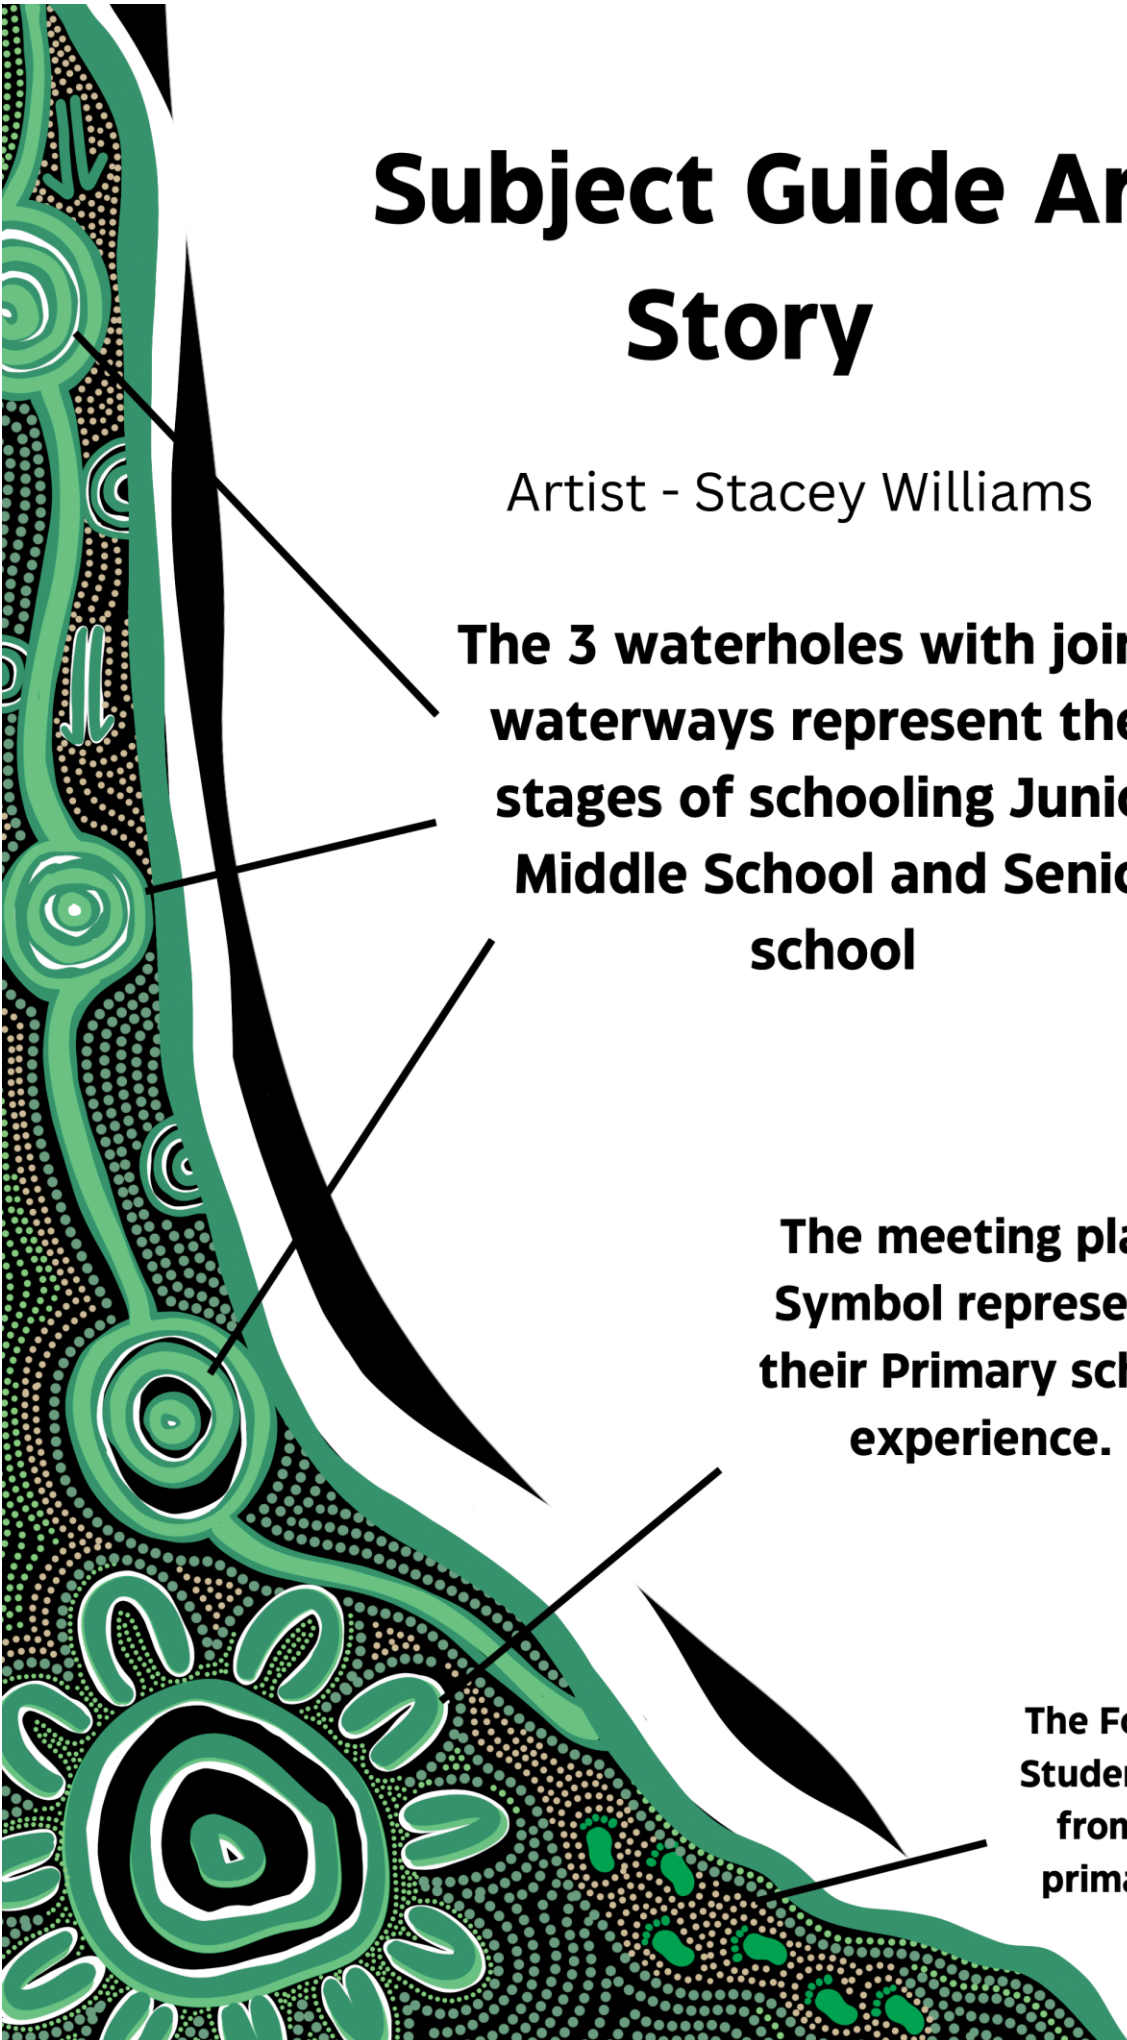 Subject Guide Ar
Story
Artist - Stacey Williams
The 3 waterholes with join
waterways represent the
stages of schooling Junio
Middle School and Senio
school
The meeting pla
Symbol represe
their Primary sch
experience.
The Fo
Studen
from
prima